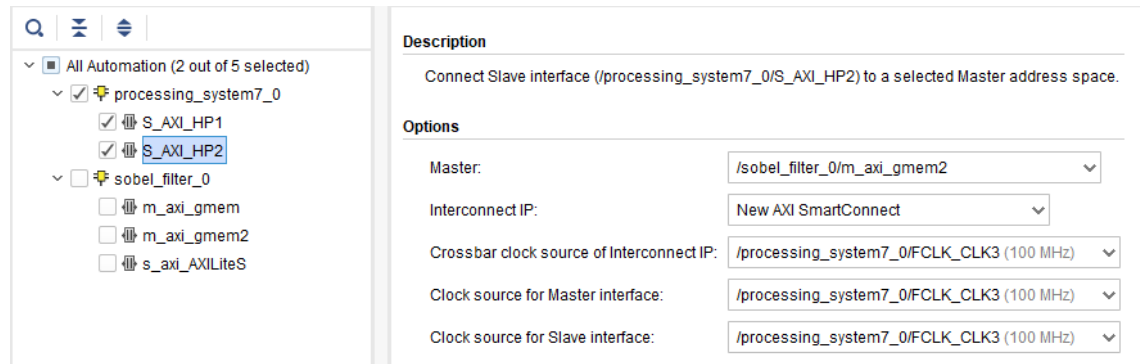 All Automation (2 out of 5 selected)
processing_system7_0
S_AXI_HP1
S_AXI_HP2
sobel_filter_0
m_axi_gmem
m_axi_gmem2
s_axi_AXILiteS
Description
Connect Slave interface (/processing_system7_0/S_AXI_HP2) to a selected Master address space.
Options
Master: /sobel_filter_0/m_axi_gmem2
Interconnect IP: New AXI SmartConnect
Crossbar clock source of Interconnect IP: /processing_system7_0/FCLK_CLK3 (100 MHz)
Clock source for Master interface: /processing_system7_0/FCLK_CLK3 (100 MHz)
Clock source for Slave interface: /processing_system7_0/FCLK_CLK3 (100 MHz)